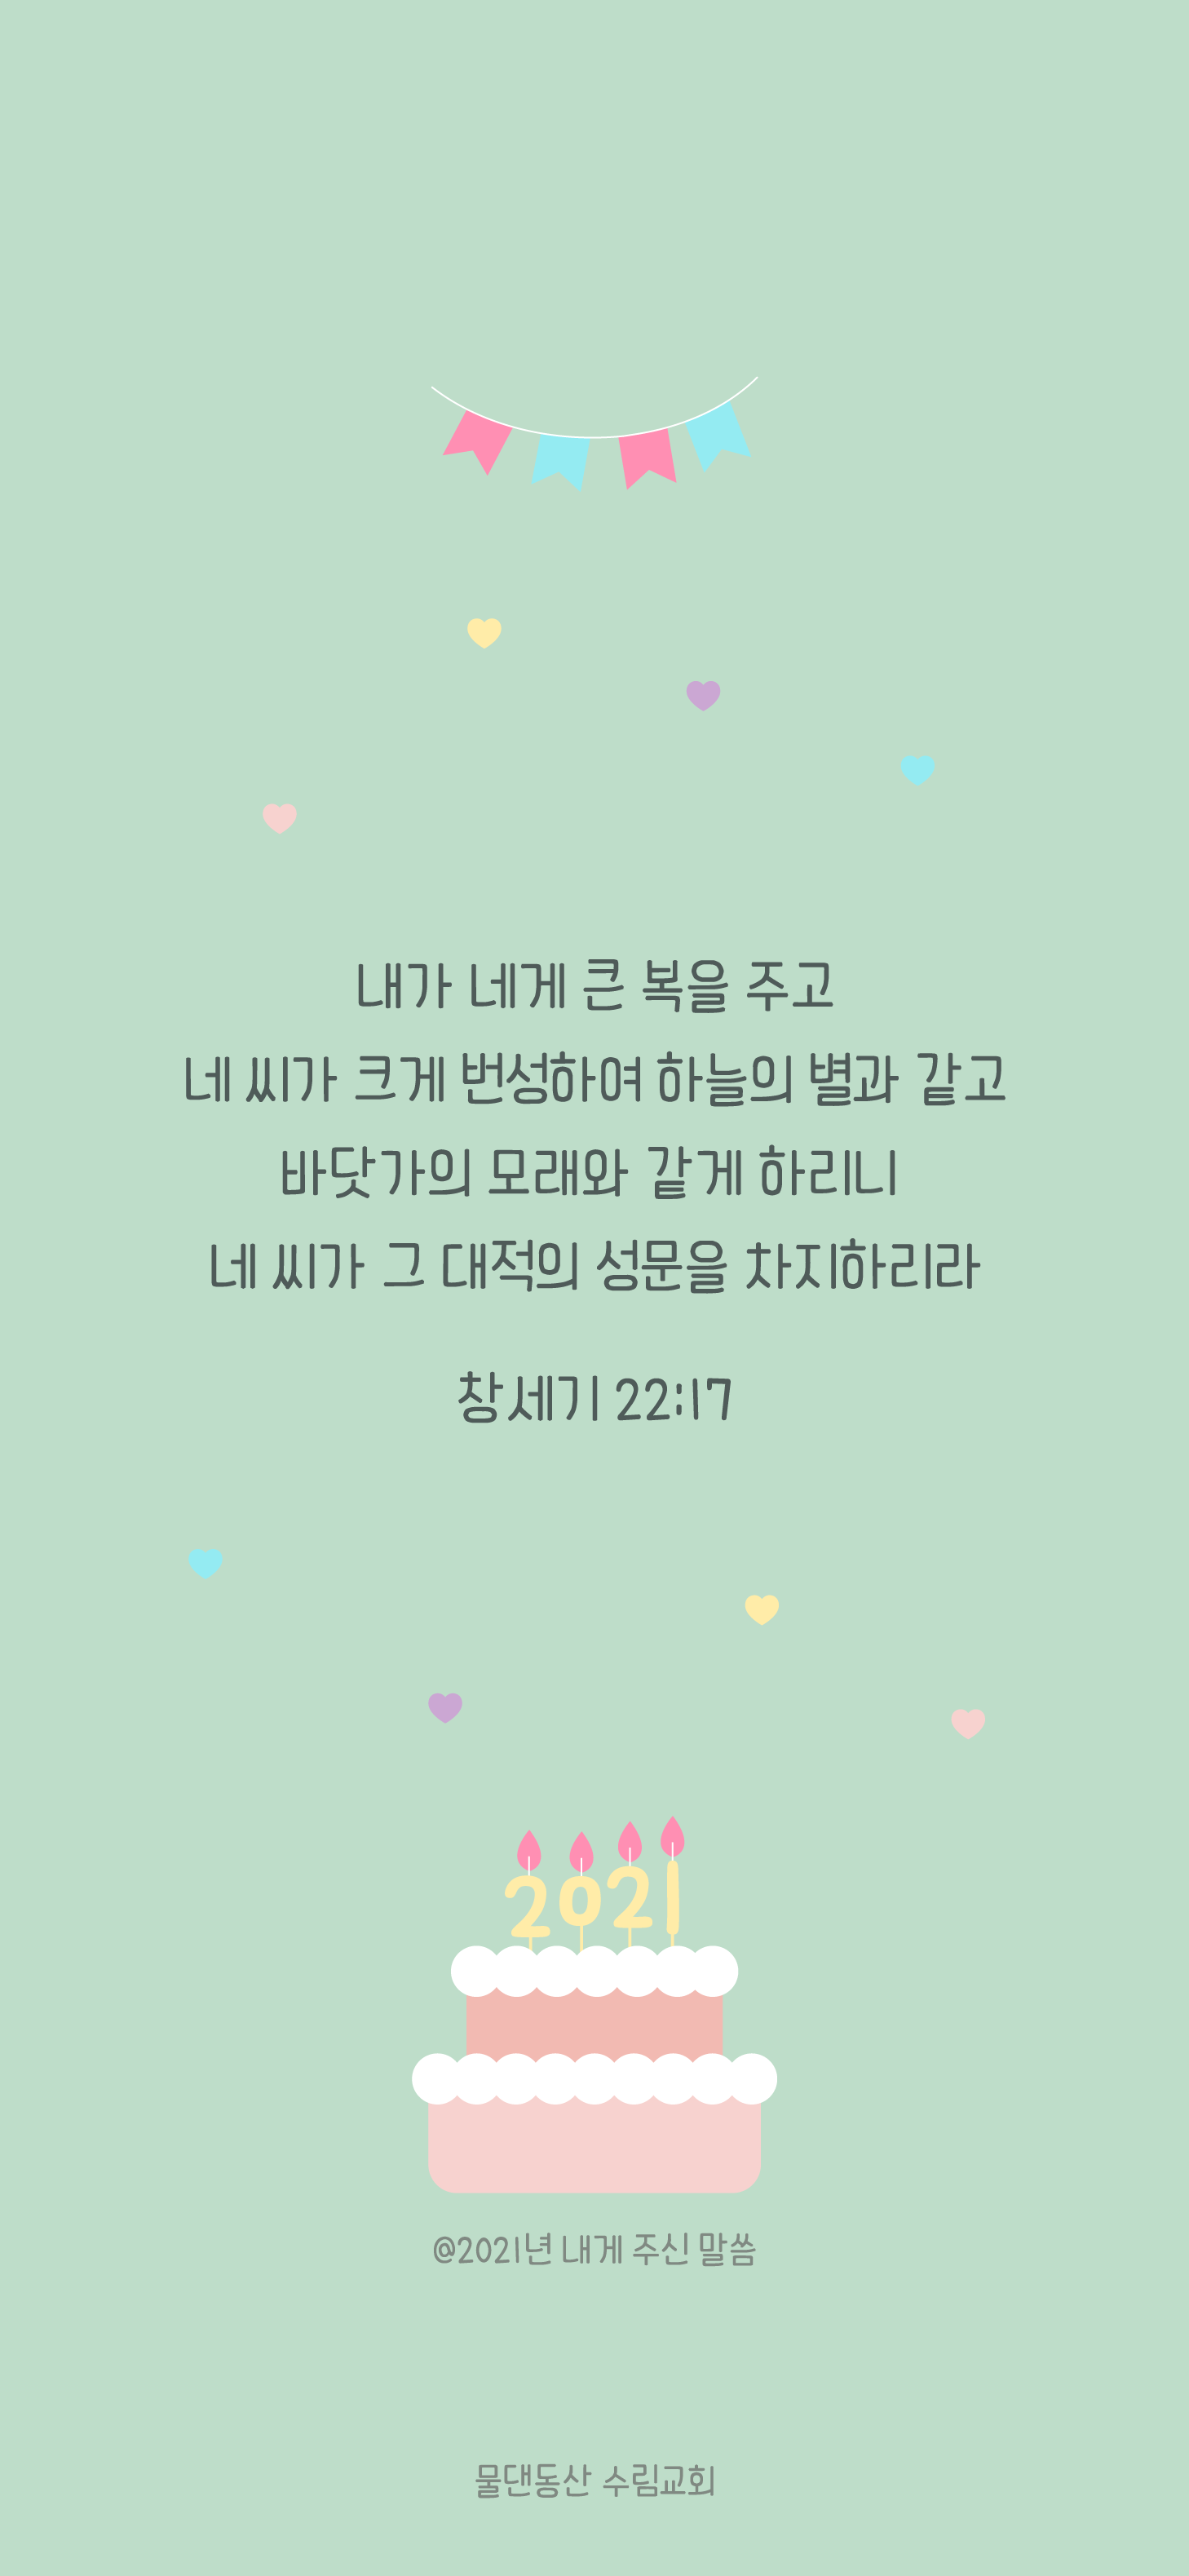 내가 네게 큰 복을 주고
네 씨가 크게 번성하여 하늘의 별과 같고
바닷가의 모래와 같게 하리니
네 씨가 그 대적의 성문을 차지하리라
창세기 22:17
2021
@2021년 내게 주신 말씀
물댄동산 수림교회